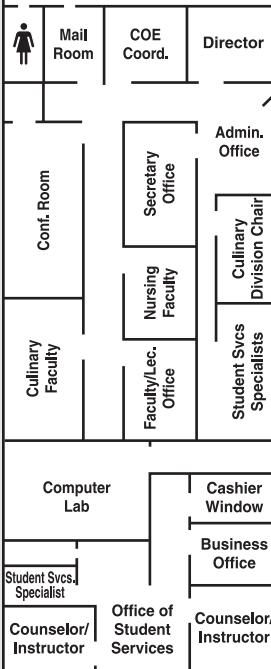 Mail
Room
COE
Coord.
Director
Admin.
Office
Conf. Room
Secretary
Office
Culinary
Division Chair
Nursing
Faculty
Culinary
Faculty
Faculty/Lec.
Office
Student Svcs
Specialists
Computer
Lab
Cashier
Window
Business
Office
Student Svcs.
Specialist
Counselor/
Instructor
Office of
Student
Services
Counselor/
Instructor